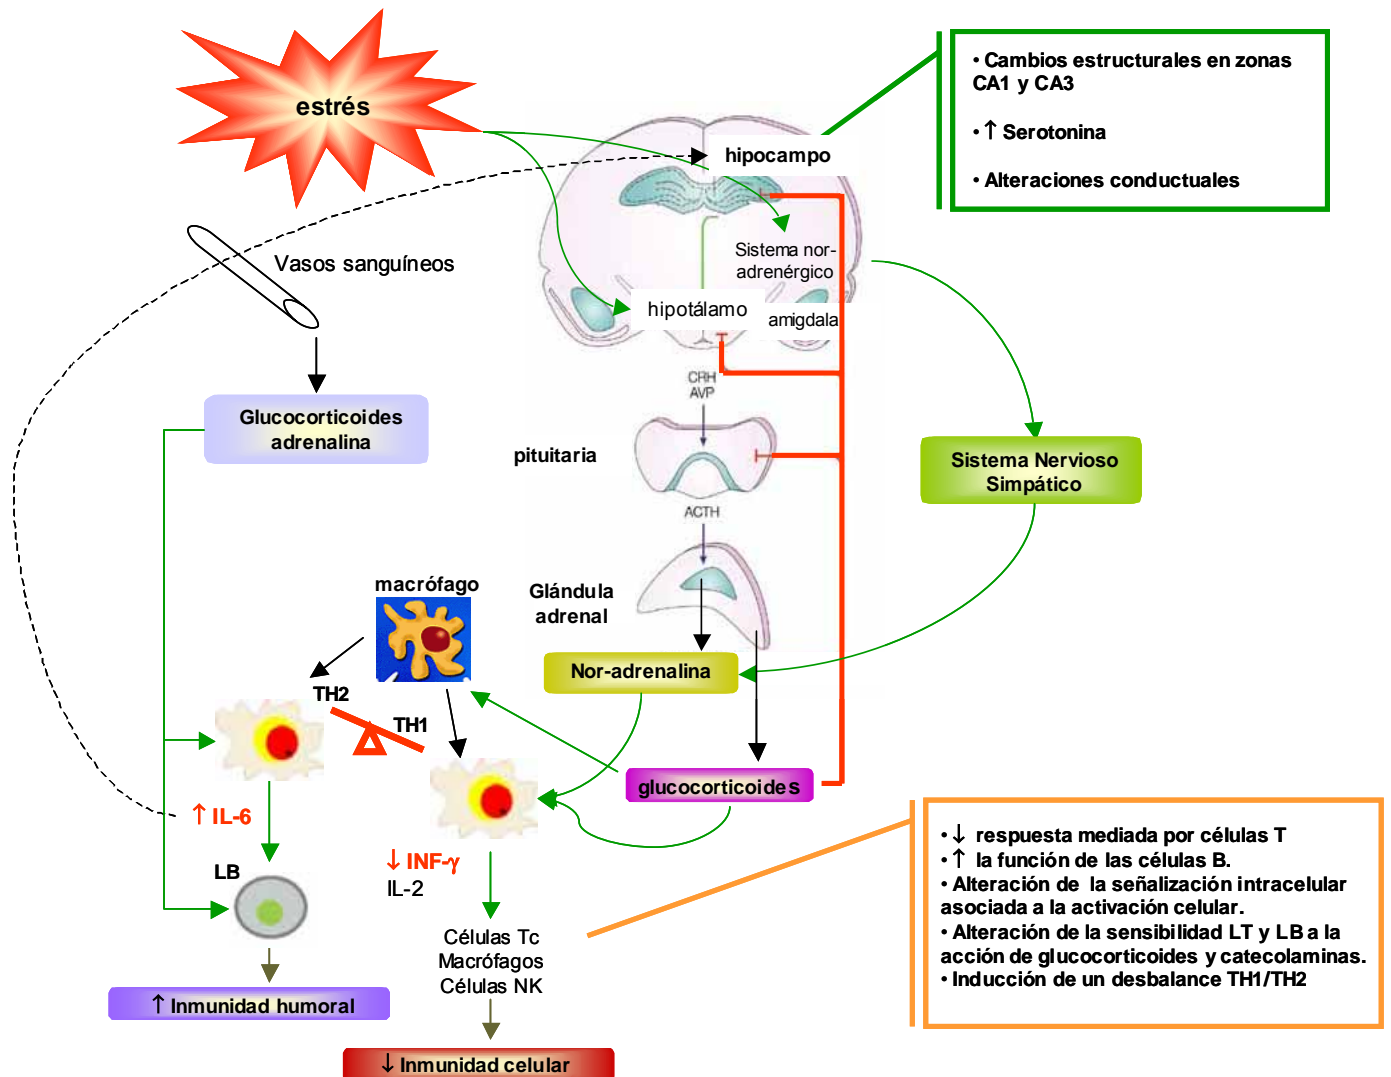 estrés
• Cambios estructurales en zonas
CA1 y CA3
• ↑ Serotonina
• Alteraciones conductuales
hipocampo
Vasos sanguíneos
Sistema nor-
adrenérgico
hipotálamo
amigdala
CRH
AVP
Glucocorticoides
adrenalina
pituitaria
Sistema Nervioso
Simpático
ACTH
macrófago
Glándula
adrenal
Nor-adrenalina
TH2
TH1
glucocorticoides
↑ IL-6
LB
↓ INF-γ
IL-2
• ↓ respuesta mediada por células T
• ↑ la función de las células B.
• Alteración de la señalización intracelular
asociada a la activación celular.
• Alteración de la sensibilidad LT y LB a la
acción de glucocorticoides y catecolaminas.
• Inducción de un desbalance TH1/TH2
Células Tc
Macrófagos
Células NK
↑ Inmunidad humoral
↓ Inmunidad celular